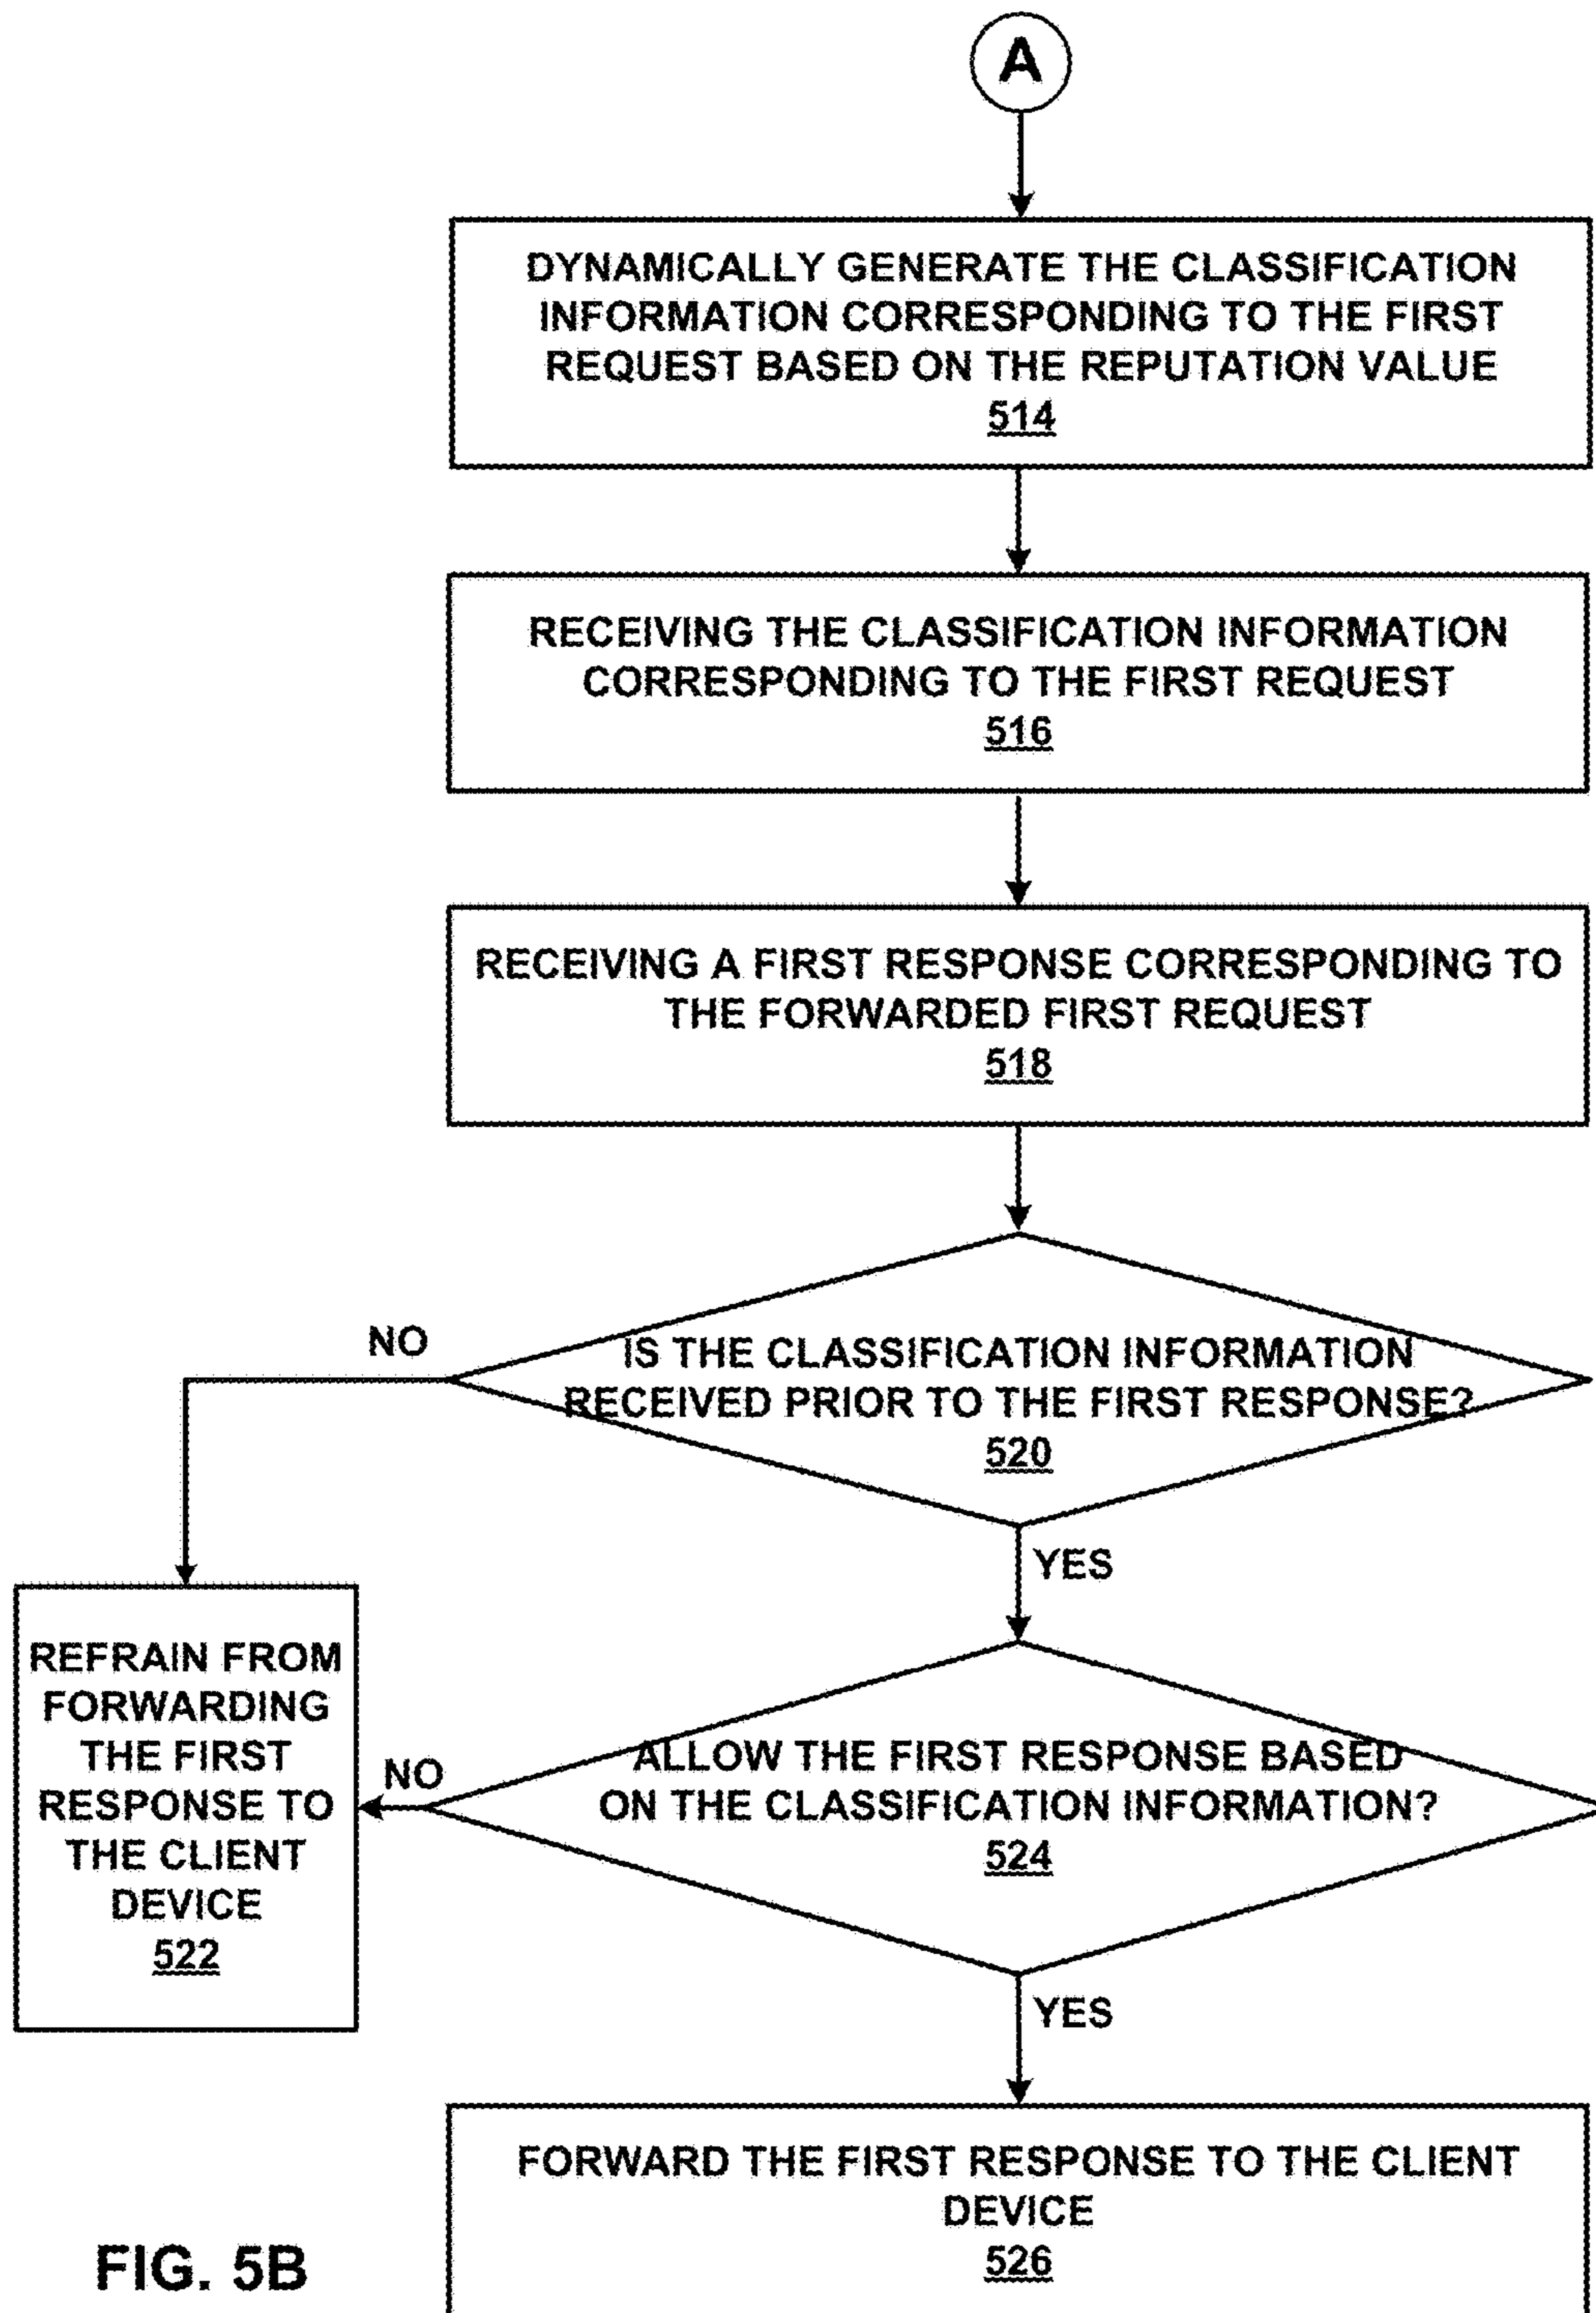 A
DYNAMICALLY GENERATE THE CLASSIFICATION
INFORMATION CORRESPONDING TO THE FIRST
REQUEST BASED ON THE REPUTATION VALUE
514
RECEIVING THE CLASSIFICATION INFORMATION
CORRESPONDING TO THE FIRST REQUEST
516
RECEIVING A FIRST RESPONSE CORRESPONDING TO
THE FORWARDED FIRST REQUEST
518
NO
IS THE CLASSIFICATION INFORMATION
RECEIVED PRIOR TO THE FIRST RESPONSE?
520
YES
REFRAIN FROM
FORWARDING
THE FIRST
RESPONSE TO
THE CLIENT
DEVICE
522
NO
ALLOW THE FIRST RESPONSE BASED
ON THE CLASSIFICATION INFORMATION?
524
YES
FORWARD THE FIRST RESPONSE TO THE CLIENT
DEVICE
526
FIG. 5B